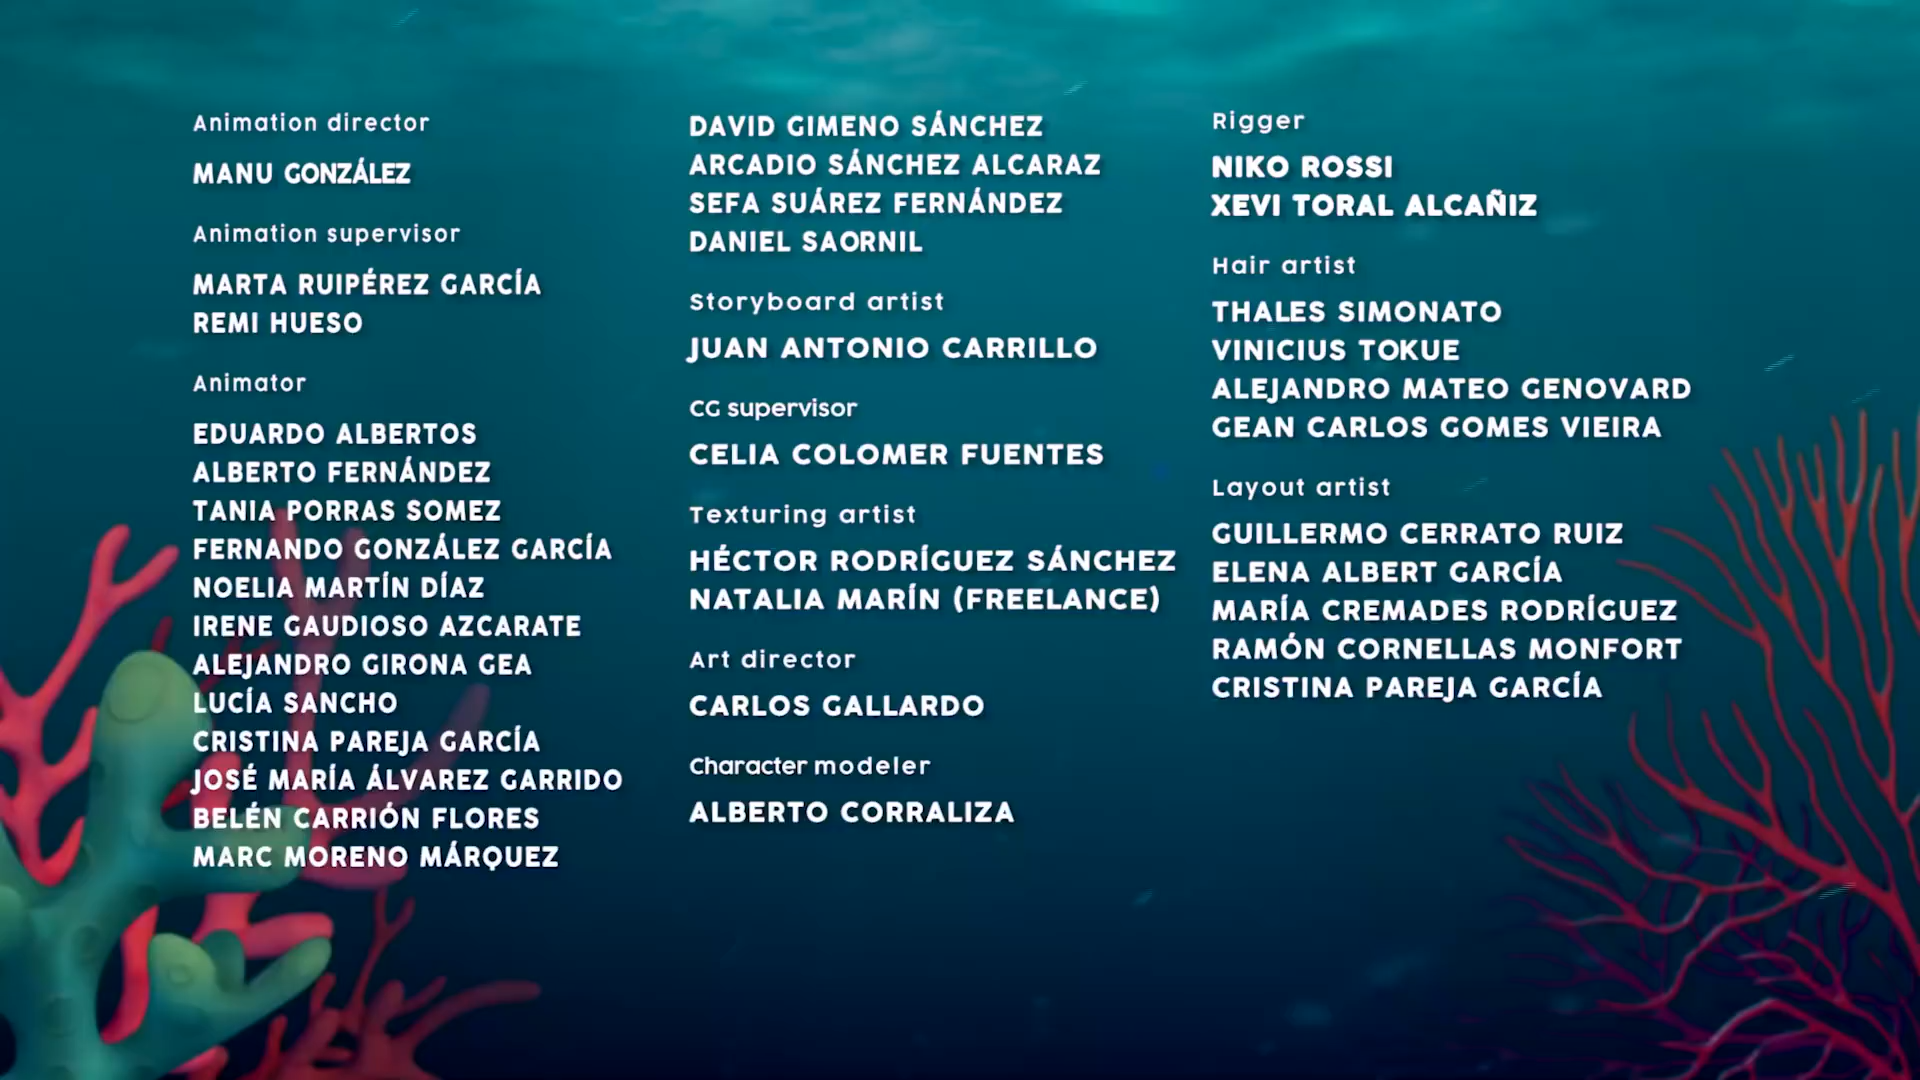 Animation director
MANU GONZÁLEZ
Animation supervisor
MARTA RUIPÉREZ GARCÍA
REMI HUESO
Animator
EDUARDO ALBERTOS
ALBERTO FERNÁNDEZ
TANIA PORRAS SOMEZ
FERNANDO GONZÁLEZ GARCÍA
NOELIA MARTÍN DÍAZ
IRENE GAUDIOSO AZCARATE
ALEJANDRO GIRONA GEA
LUCÍA SANCHO
CRISTINA PAREJA GARCÍA
JOSÉ MARÍA ÁLVAREZ GARRIDO
BELÉN CARRIÓN FLORES
MARC MORENO MÁRQUEZ
DAVID GIMENO SÁNCHEZ
ARCADIO SÁNCHEZ ALCARAZ
SEFA SUÁREZ FERNÁNDEZ
DANIEL SAORNIL
Storyboard artist
JUAN ANTONIO CARRILLO
CG supervisor
CELIA COLOMER FUENTES
Texturing artist
HÉCTOR RODRÍGUEZ SÁNCHEZ
NATALIA MARÍN (FREELANCE)
Art director
CARLOS GALLARDO
Character modeler
ALBERTO CORRALIZA
Rigger
NIKO ROSSI
XEVI TORAL ALCAÑIZ
Hair artist
THALES SIMONATO
VINICIUS TOKUE
ALEJANDRO MATEO GENOVARD
GEAN CARLOS GOMES VIEIRA
Layout artist
GUILLERMO CERRATO RUIZ
ELENA ALBERT GARCÍA
MARÍA CREMADES RODRÍGUEZ
RAMÓN CORNELLAS MONFORT
CRISTINA PAREJA GARCÍA